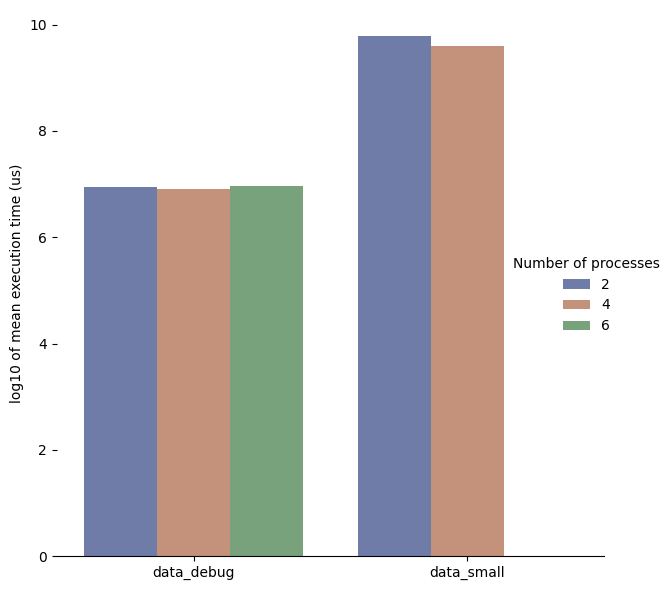 log10 of mean execution time (us)
10
8
6
4
2
0
data_debug
data_small
Number of processes
2
4
6